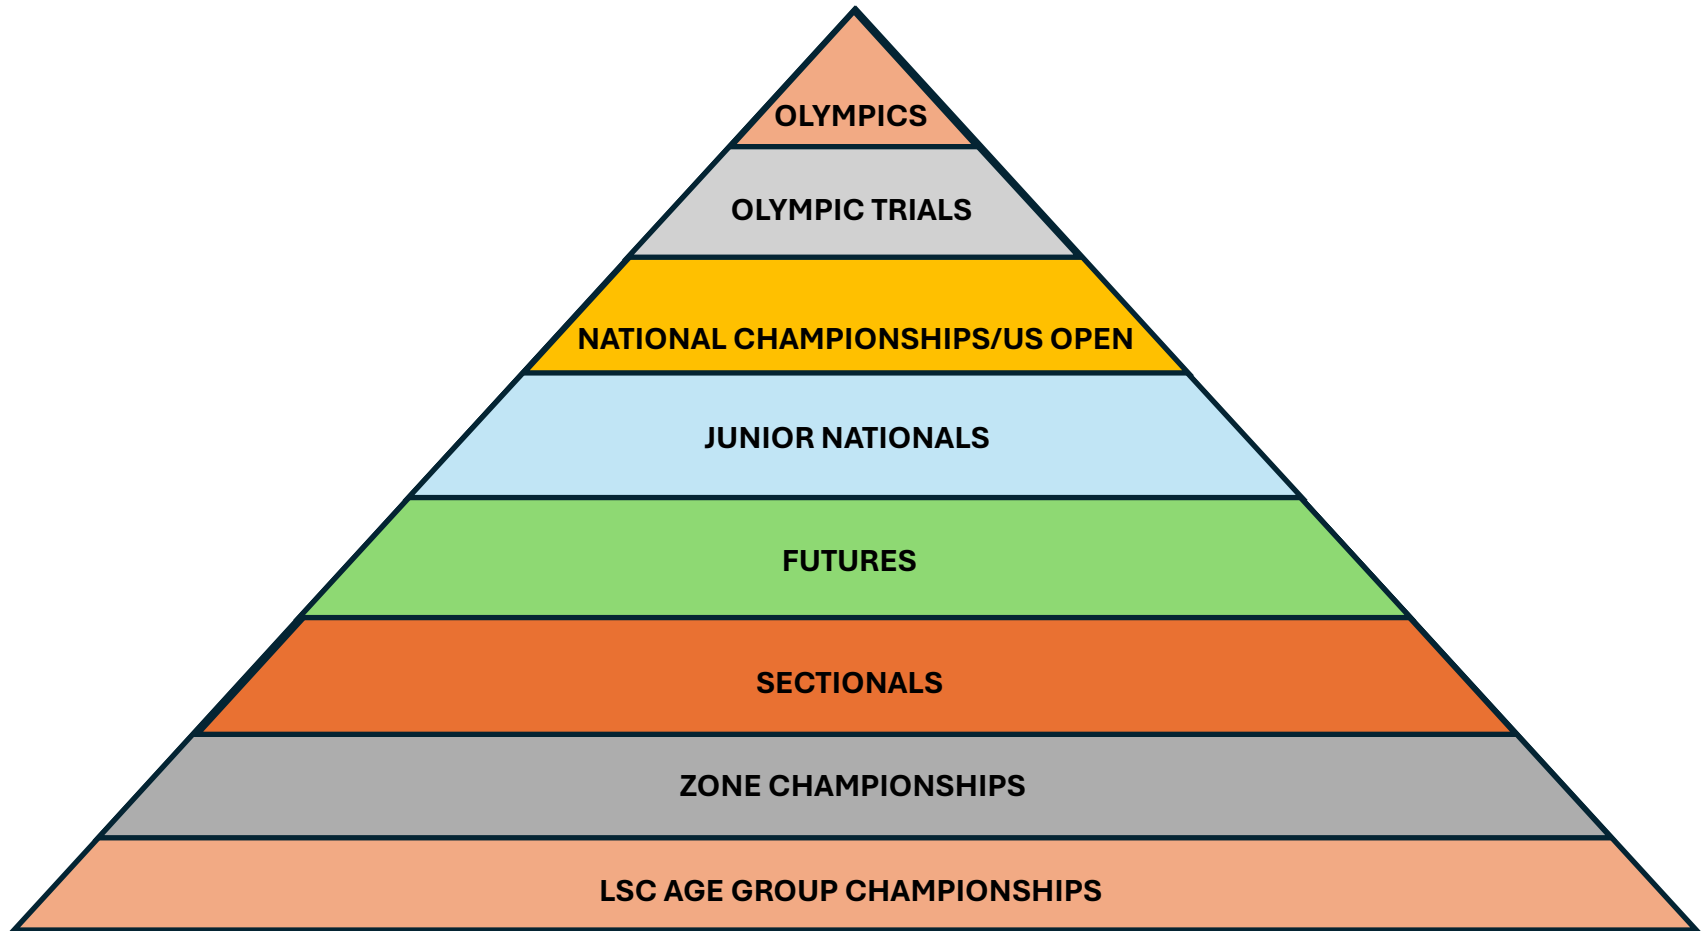 OLYMPICS
OLYMPIC TRIALS
NATIONAL CHAMPIONSHIPS/US OPEN
JUNIOR NATIONALS
FUTURES
SECTIONALS
ZONE CHAMPIONSHIPS
LSC AGE GROUP CHAMPIONSHIPS